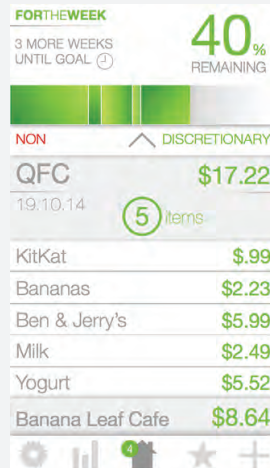 FORTHEWEEK
3 MORE WEEKS
UNTIL GOAL
40%
REMAINING
NON DISCRETIONARY
QFC $17.22
19.10.14
5 items
KitKat $.99
Bananas $2.23
Ben & Jerry's $5.99
Milk $2.49
Yogurt $5.52
Banana Leaf Cafe $8.64
4